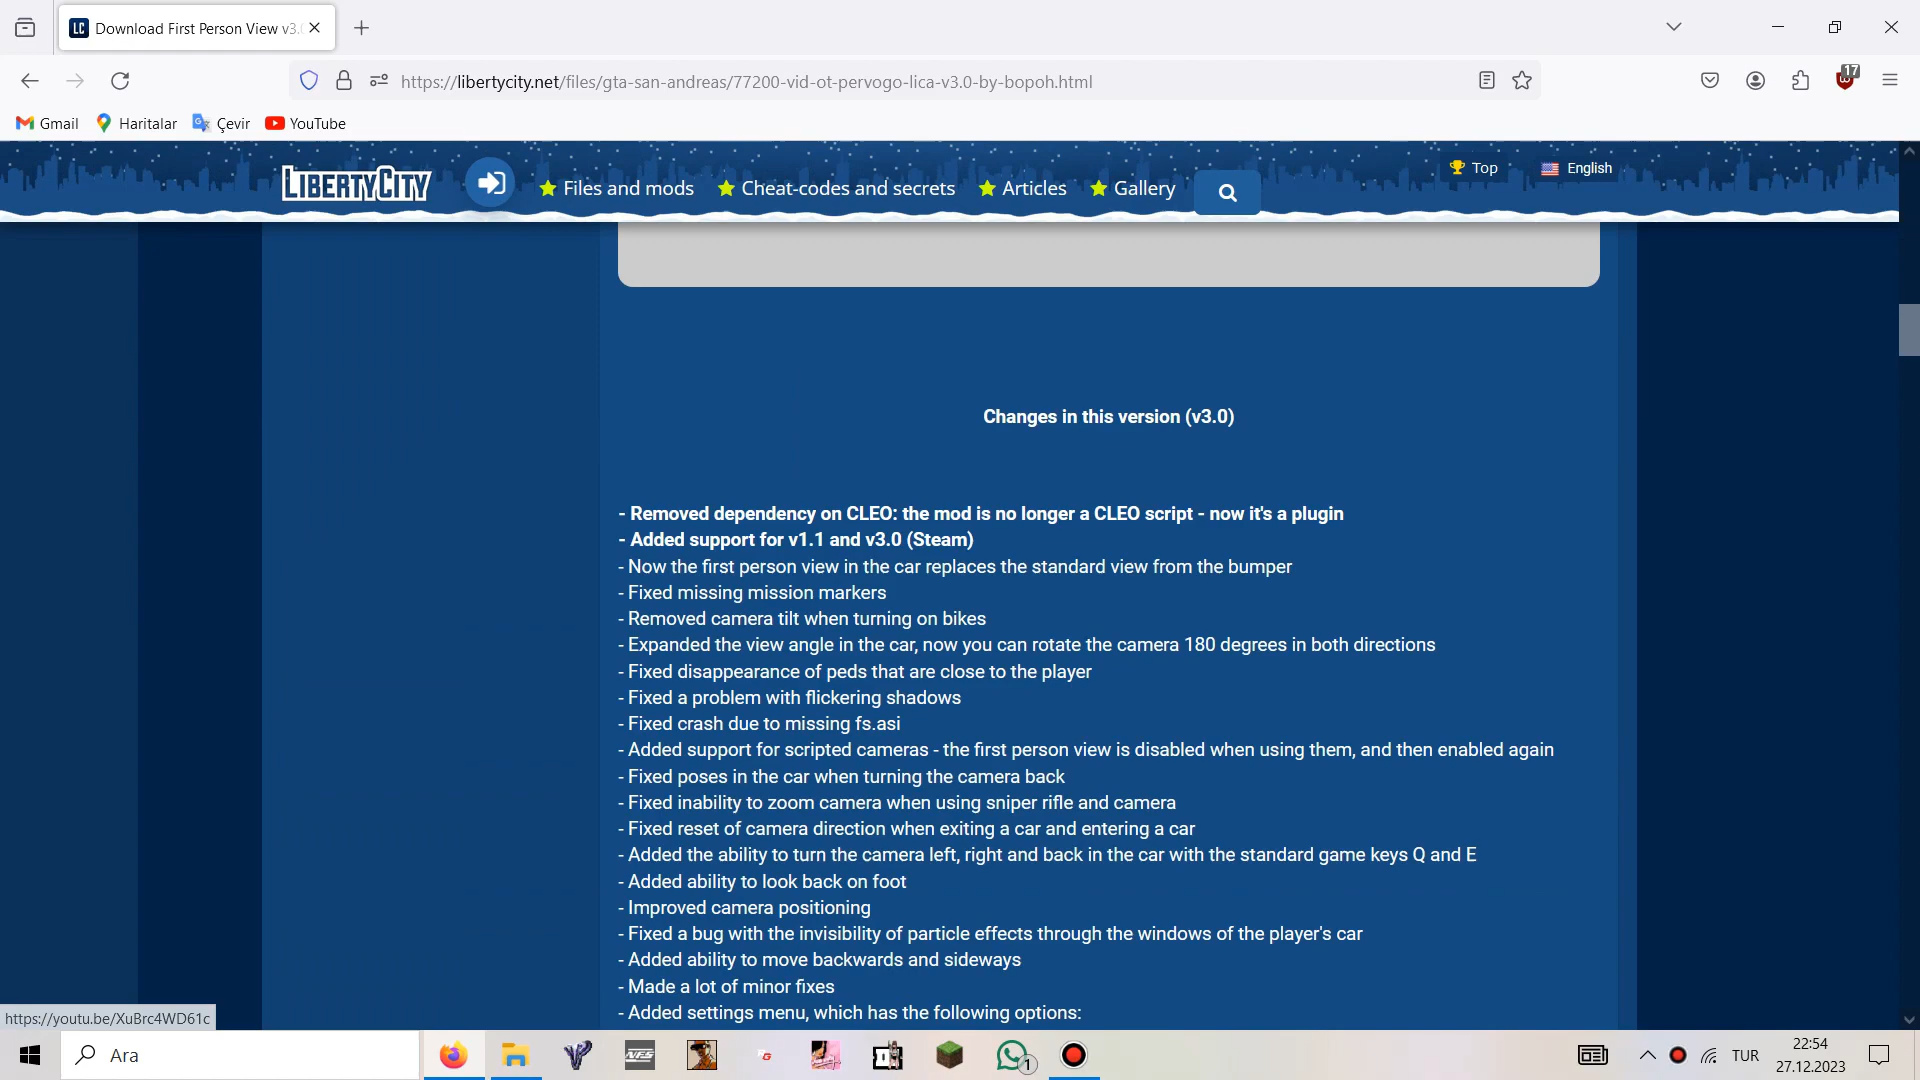 Download First Person View v3.0
https://libertycity.net/files/gta-san-andreas/77200-vid-ot-pervogo-lica-v3.0-by-bopoh.html
17
Gmail
Haritalar
Çevir
YouTube
LIBERTYCITY
Files and mods
Cheat-codes and secrets
Articles
Gallery
Top
English
Changes in this version (v3.0)
- Removed dependency on CLEO: the mod is no longer a CLEO script - now it's a plugin
- Added support for v1.1 and v3.0 (Steam)
- Now the first person view in the car replaces the standard view from the bumper
- Fixed missing mission markers
- Removed camera tilt when turning on bikes
- Expanded the view angle in the car, now you can rotate the camera 180 degrees in both directions
- Fixed disappearance of peds that are close to the player
- Fixed a problem with flickering shadows
- Fixed crash due to missing fs.asi
- Added support for scripted cameras - the first person view is disabled when using them, and then enabled again
- Fixed poses in the car when turning the camera back
- Fixed inability to zoom camera when using sniper rifle and camera
- Fixed reset of camera direction when exiting a car and entering a car
- Added the ability to turn the camera left, right and back in the car with the standard game keys Q and E
- Added ability to look back on foot
- Improved camera positioning
- Fixed a bug with the invisibility of particle effects through the windows of the player's car
- Added ability to move backwards and sideways
- Made a lot of minor fixes
- Added settings menu, which has the following options:
https://youtu.be/XuBrc4WD61c
Ara
NFS
1
TUR
22:54
27.12.2023